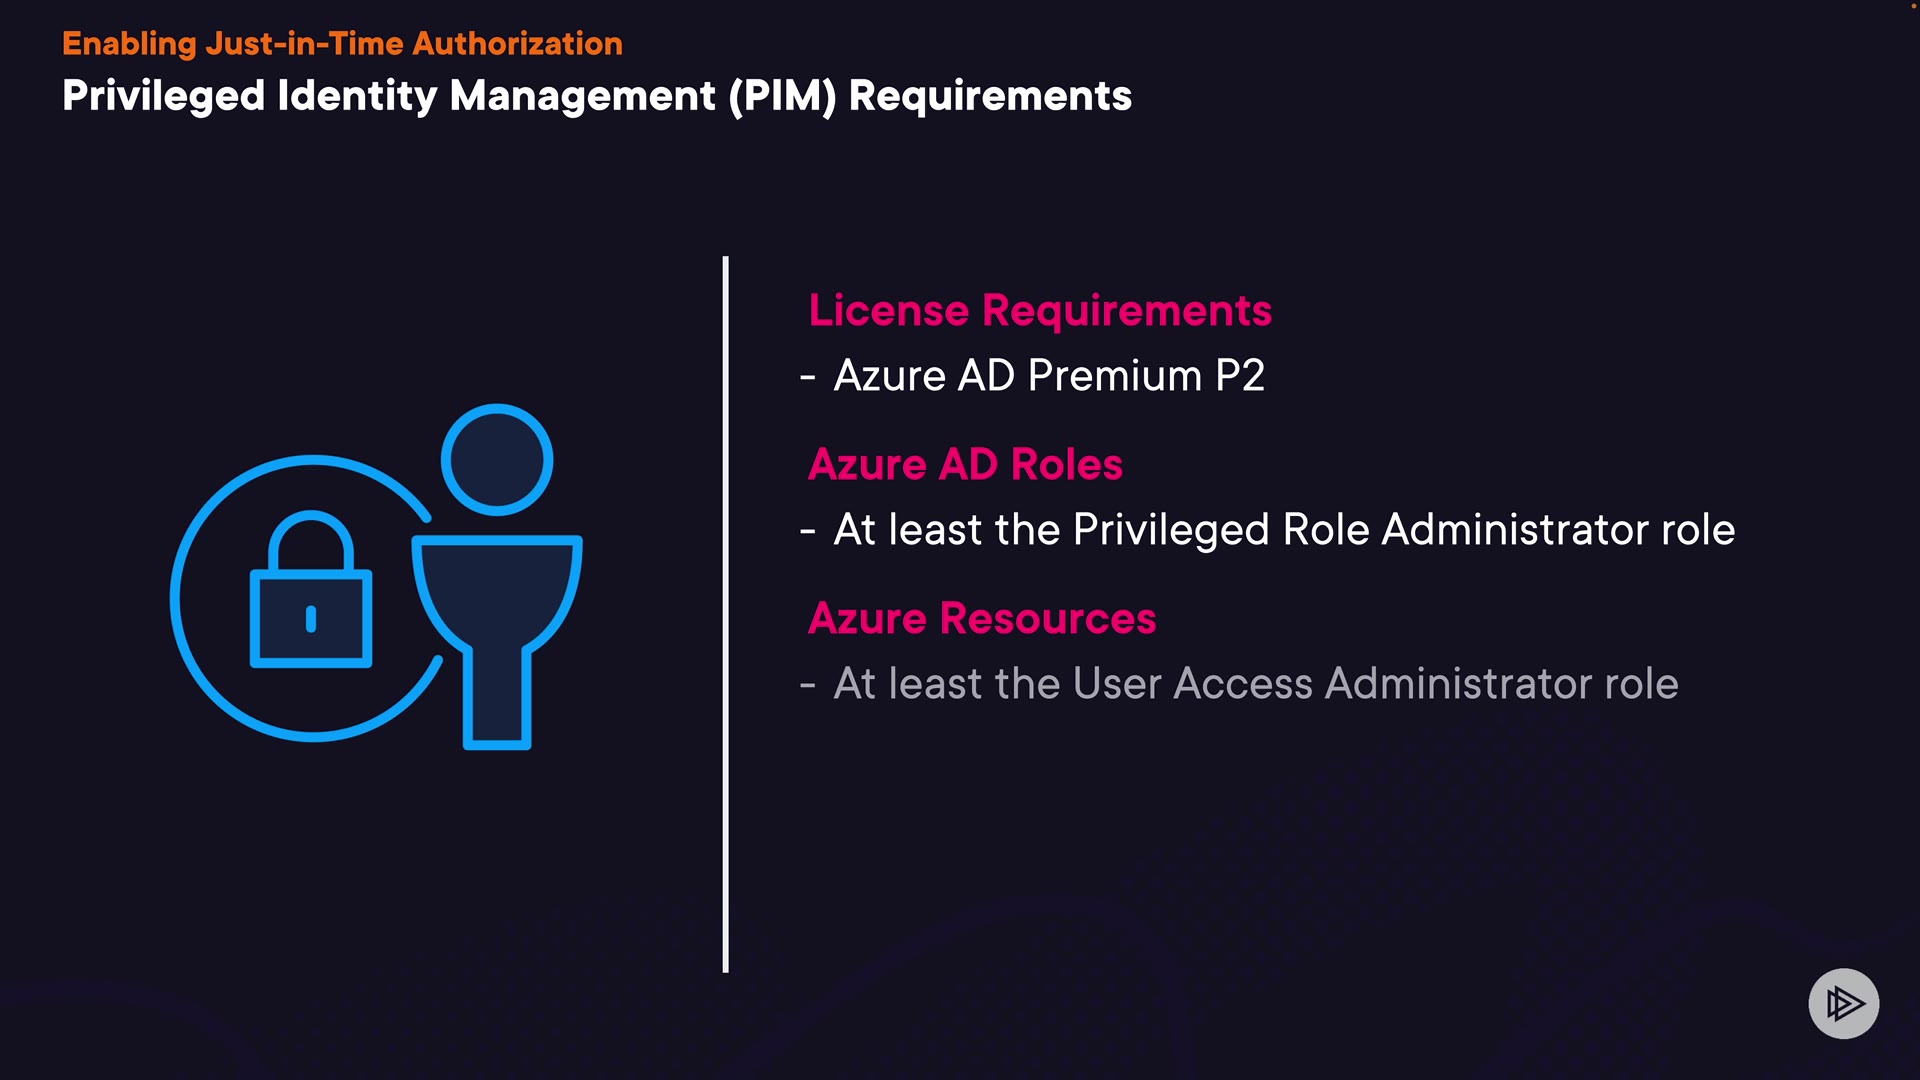 Enabling Just-in-Time Authorization
Privileged Identity Management (PIM) Requirements
License Requirements
- Azure AD Premium P2
Azure AD Roles
- At least the Privileged Role Administrator role
Azure Resources
- At least the User Access Administrator role